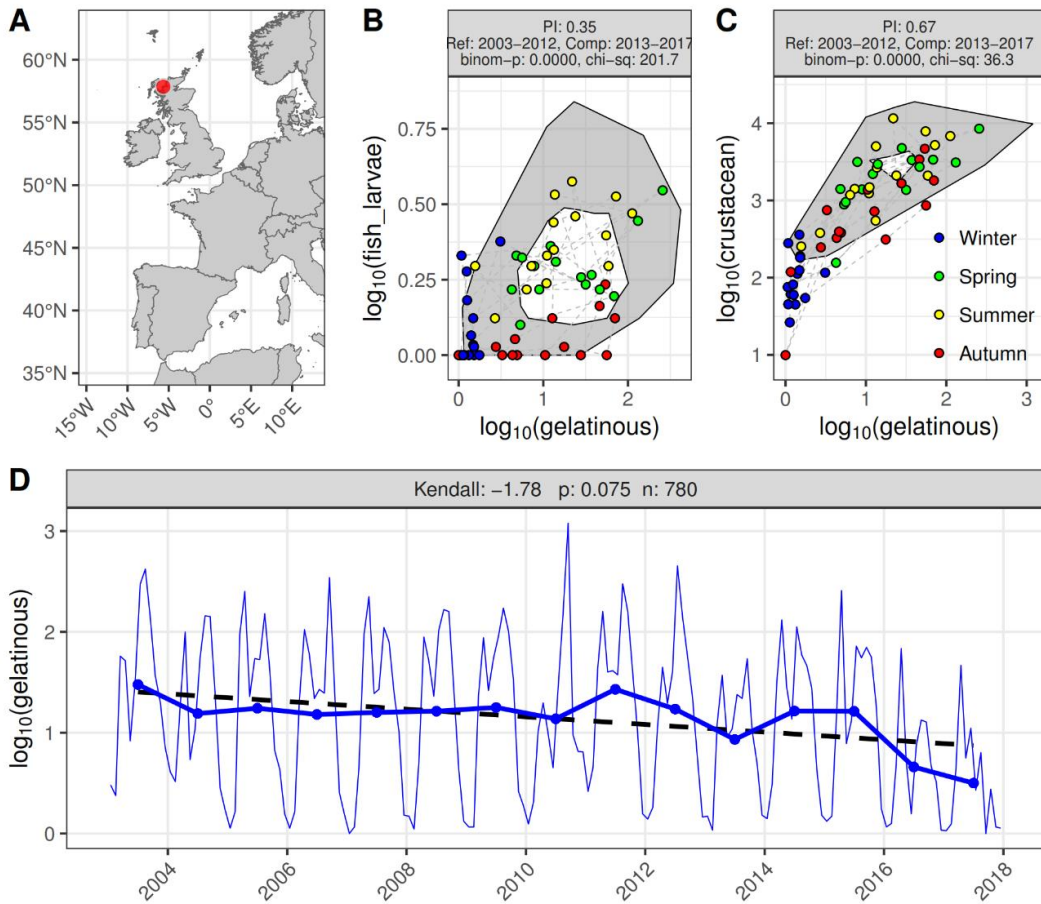 A
60°N
55°N
50°N
45°N
40°N
35°N
15°W
10°W
5°W
0°
5°E
10°E
B
PI: 0.35
Ref: 2003−2012, Comp: 2013−2017
binom−p: 0.0000, chi−sq: 201.7
log10(fish_larvae)
0.75
0.50
0.25
0.00
0
1
2
log10(gelatinous)
C
PI: 0.67
Ref: 2003−2012, Comp: 2013−2017
binom−p: 0.0000, chi−sq: 36.3
log10(crustacean)
4
3
2
1
0
1
2
3
log10(gelatinous)
Winter
Spring
Summer
Autumn
D
Kendall: −1.78 p: 0.075 n: 780
log10(gelatinous)
3
2
1
0
2004
2006
2008
2010
2012
2014
2016
2018